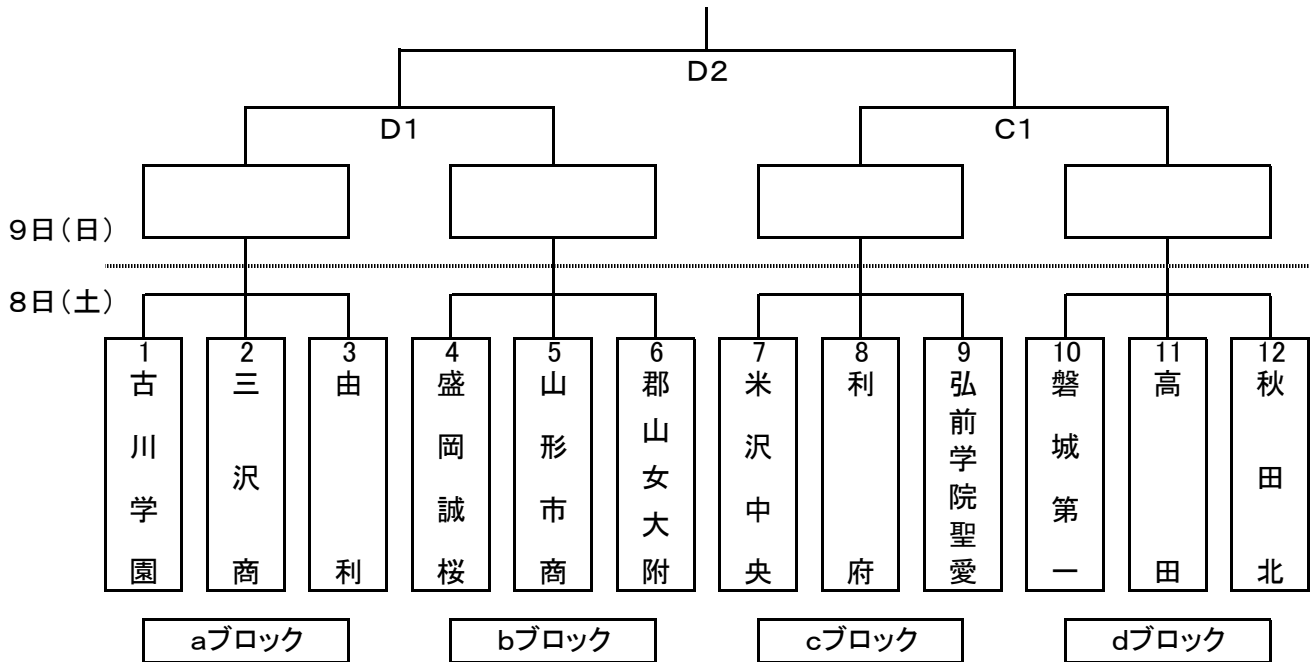 D2
D1
C1
9日(日)
8日(土)
1
古川学園
2
三沢商
3
由利
4
盛岡誠桜
5
山形市商
6
郡山女大附
7
米沢中央
8
利府
9
弘前学院聖愛
10
磐城第一
11
高田
12
秋田北
aブロック
bブロック
cブロック
dブロック